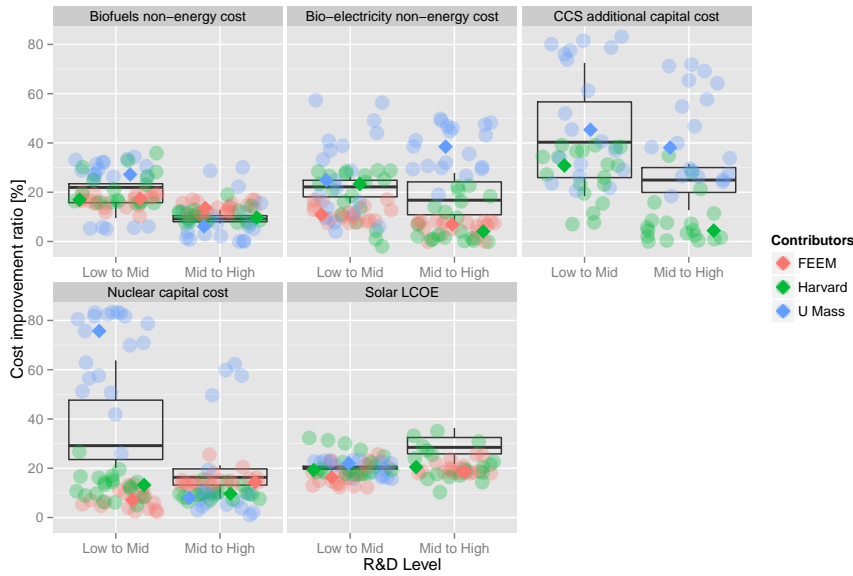 Biofuels non−energy cost
Bio−electricity non−energy cost
CCS additional capital cost
80
60
40
20
0
Low to Mid
Mid to High
Low to Mid
Mid to High
Low to Mid
Mid to High
Nuclear capital cost
Solar LCOE
80
60
40
20
0
Low to Mid
Mid to High
Low to Mid
Mid to High
Cost improvement ratio [%]
R&D Level
Contributors
FEEM
Harvard
U Mass